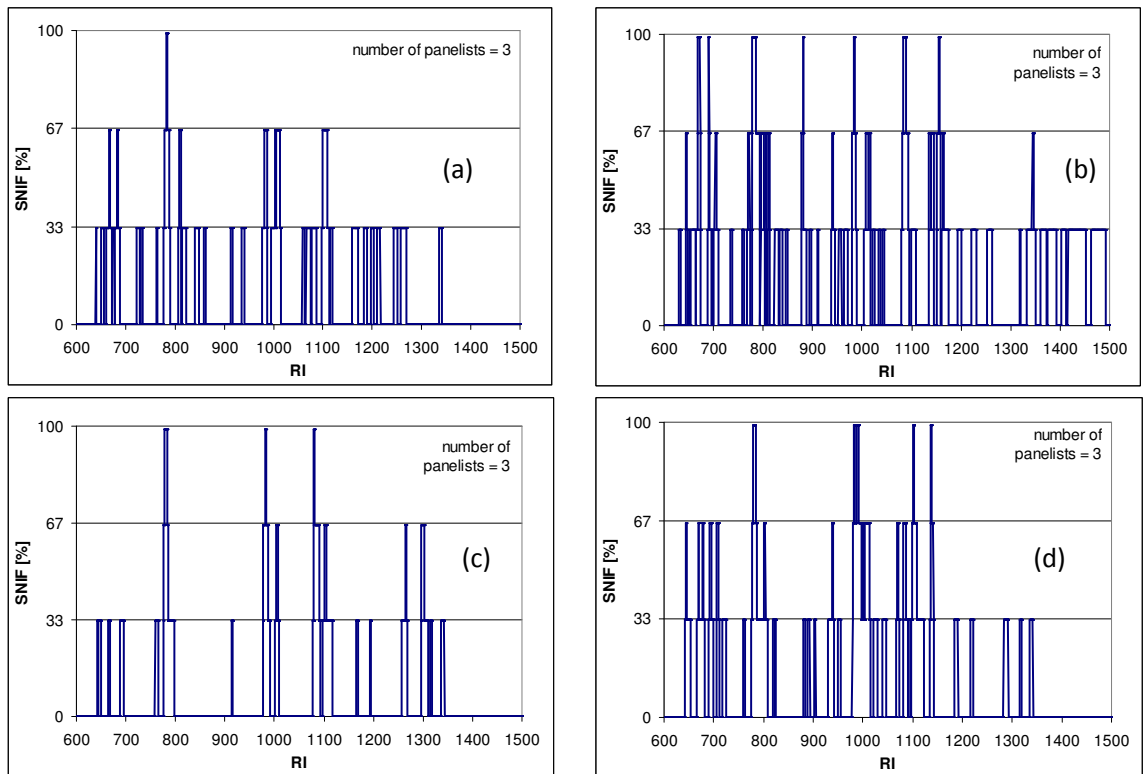 100
67
33
0
SNIF [%]
number of panelists = 3
(a)
600 700 800 900 1000 1100 1200 1300 1400 1500
RI
100
67
33
0
SNIF [%]
number of
panelists = 3
(b)
600 700 800 900 1000 1100 1200 1300 1400 1500
RI
100
67
33
0
SNIF [%]
number of
panelists = 3
(c)
600 700 800 900 1000 1100 1200 1300 1400 1500
RI
100
67
33
0
SNIF [%]
number of
panelists = 3
(d)
600 700 800 900 1000 1100 1200 1300 1400 1500
RI